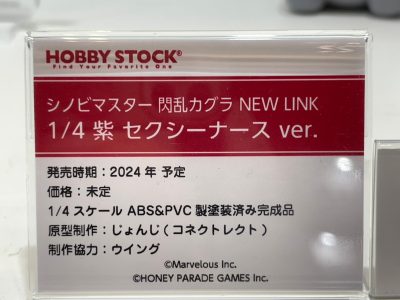 HOBBY STOCK®
Find Your Favorite One
シノビマスター 閃乱カグラ NEW LINK
1/4 紫 セクシーナース ver.
発売時期：2024年 予定
価格：未定
1/4スケール ABS&PVC 製塗装済み完成品
原型制作：じょんじ(コネクトレクト)
制作協力：ウイング
©Marvelous Inc.
©HONEY PARADE GAMES Inc.